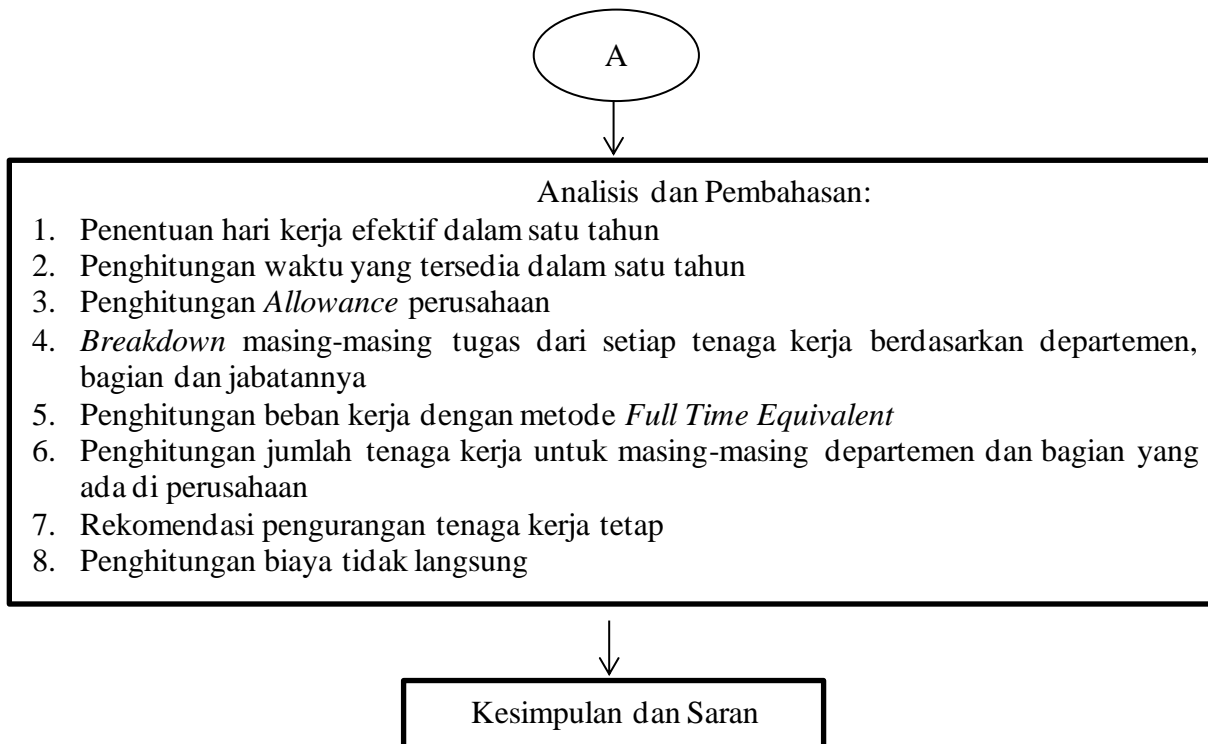 A
Analisis dan Pembahasan:
1. Penentuan hari kerja efektif dalam satu tahun
2. Penghitungan waktu yang tersedia dalam satu tahun
3. Penghitungan Allowance perusahaan
4. Breakdown masing-masing tugas dari setiap tenaga kerja berdasarkan departemen,
bagian dan jabatannya
5. Penghitungan beban kerja dengan metode Full Time Equivalent
6. Penghitungan jumlah tenaga kerja untuk masing-masing departemen dan bagian yang
ada di perusahaan
7. Rekomendasi pengurangan tenaga kerja tetap
8. Penghitungan biaya tidak langsung
Kesimpulan dan Saran